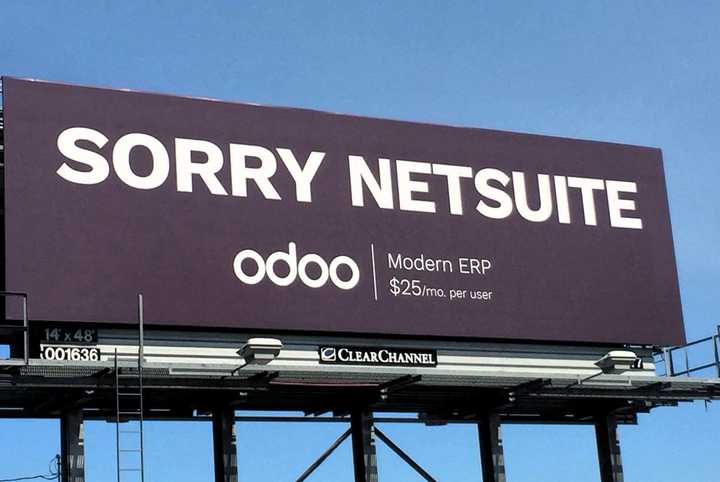 SORRY NETSUITE
odoo
Modern ERP
$25/mo. per user
14' x 48'
001636
CLEARCHANNEL